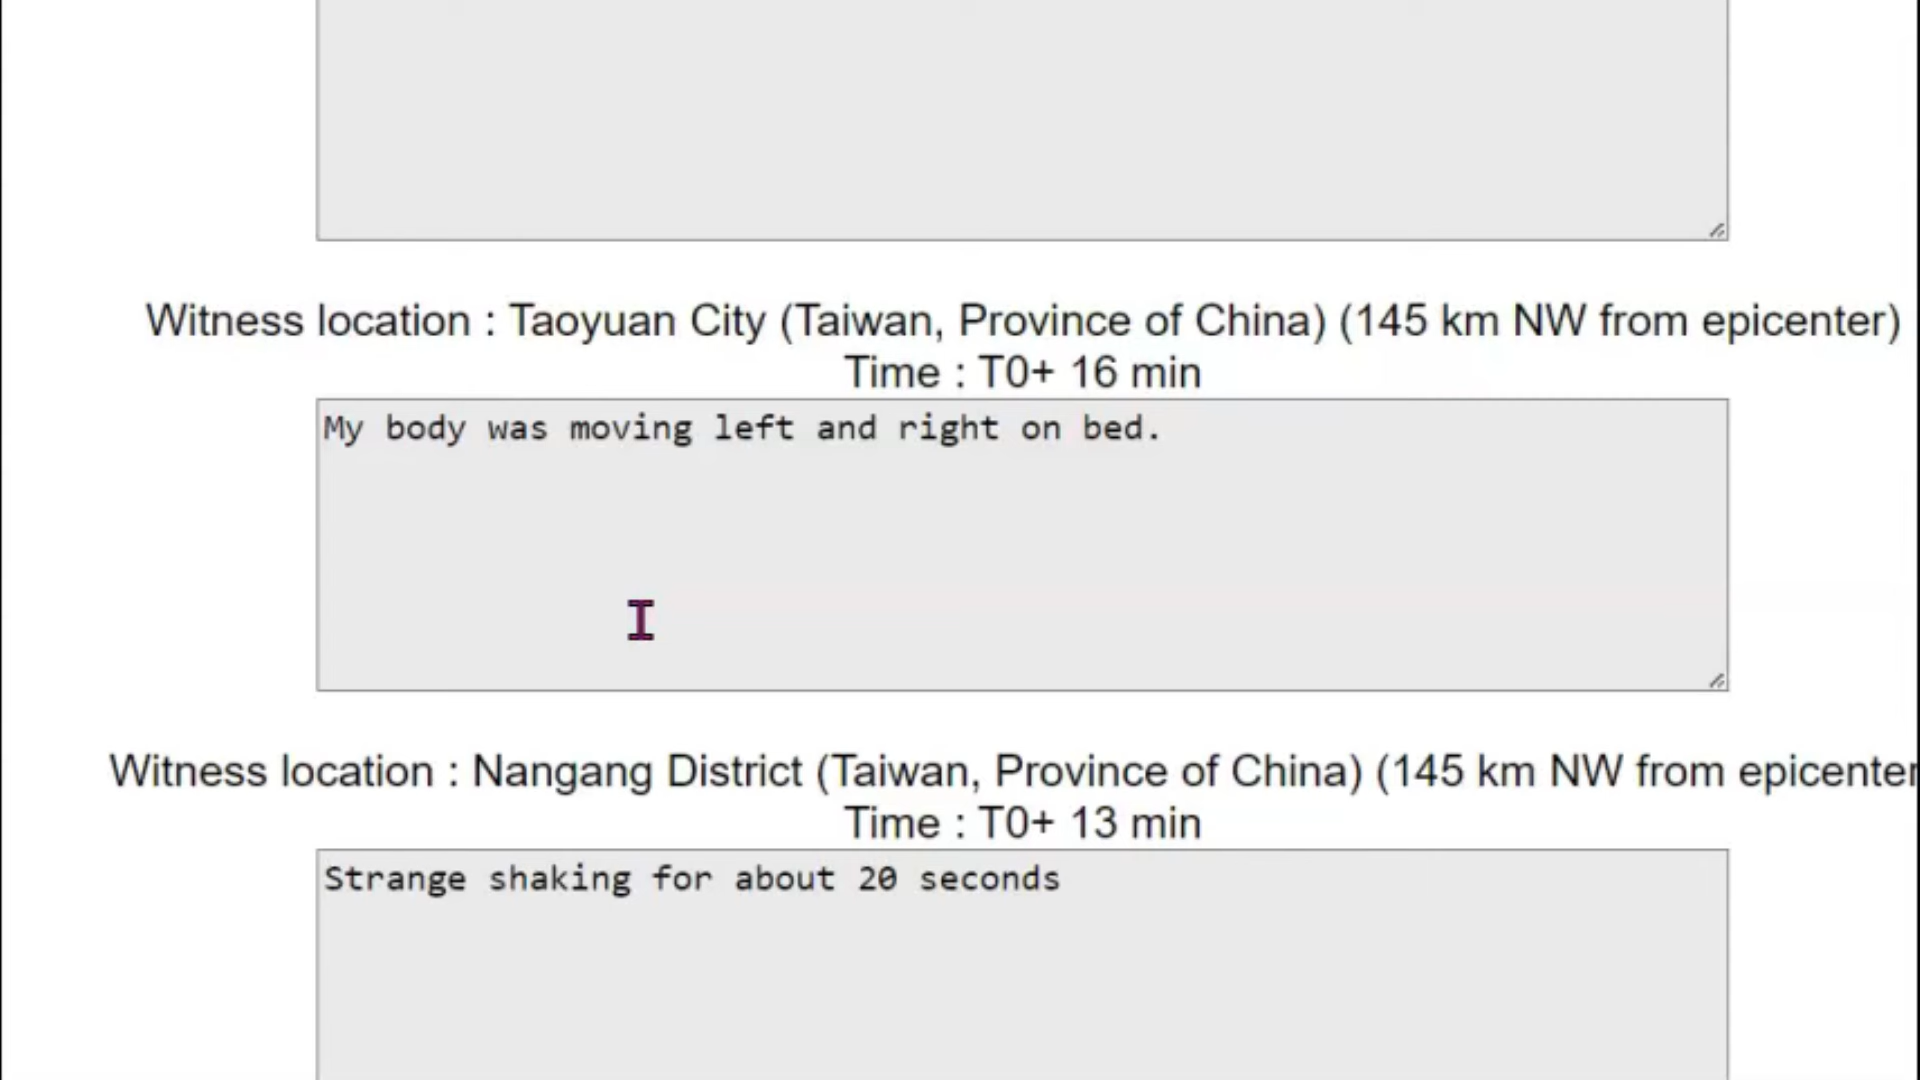 Witness location : Taoyuan City (Taiwan, Province of China) (145 km NW from epicenter)
Time : T0+ 16 min
My body was moving left and right on bed.
Witness location : Nangang District (Taiwan, Province of China) (145 km NW from epicenter
Time : T0+ 13 min
Strange shaking for about 20 seconds